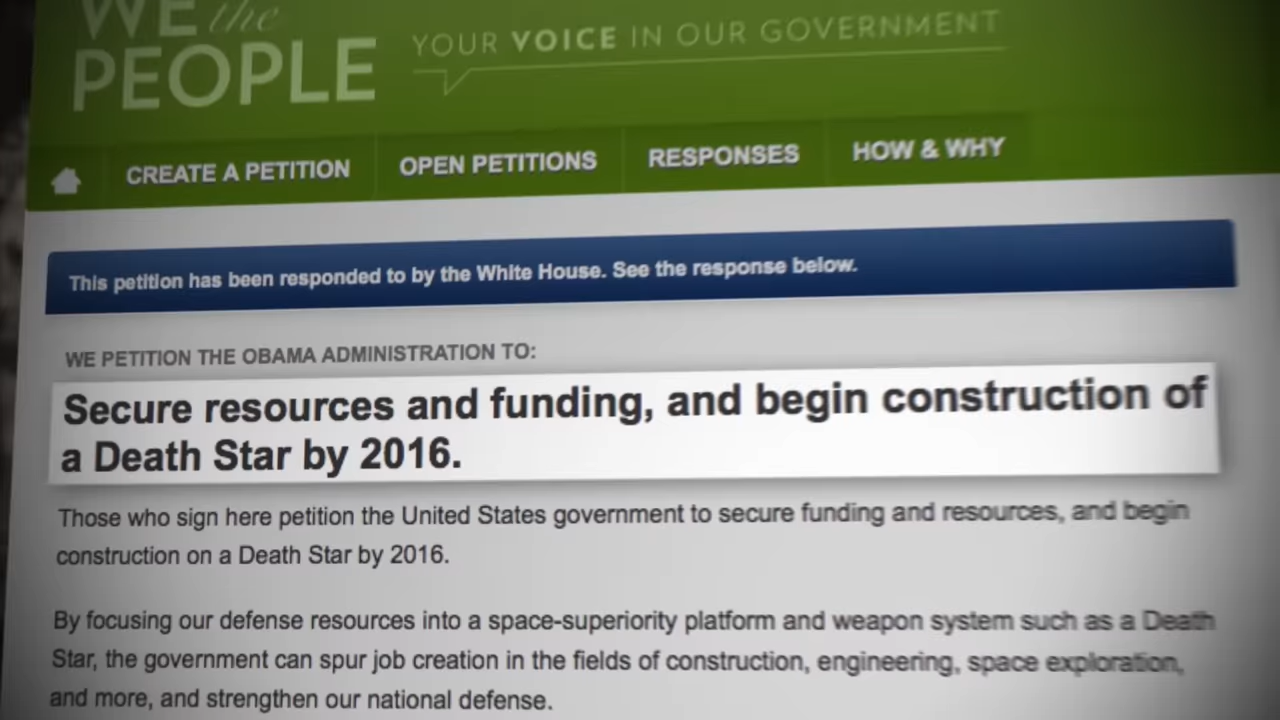 WE the
PEOPLE
YOUR VOICE IN OUR GOVERNMENT
CREATE A PETITION OPEN PETITIONS RESPONSES HOW & WHY
This petition has been responded to by the White House. See the response below.
WE PETITION THE OBAMA ADMINISTRATION TO:
Secure resources and funding, and begin construction of
a Death Star by 2016.
Those who sign here petition the United States government to secure funding and resources, and begin
construction on a Death Star by 2016.
By focusing our defense resources into a space-superiority platform and weapon system such as a Death
Star, the government can spur job creation in the fields of construction, engineering, space exploration,
and more, and strengthen our national defense.